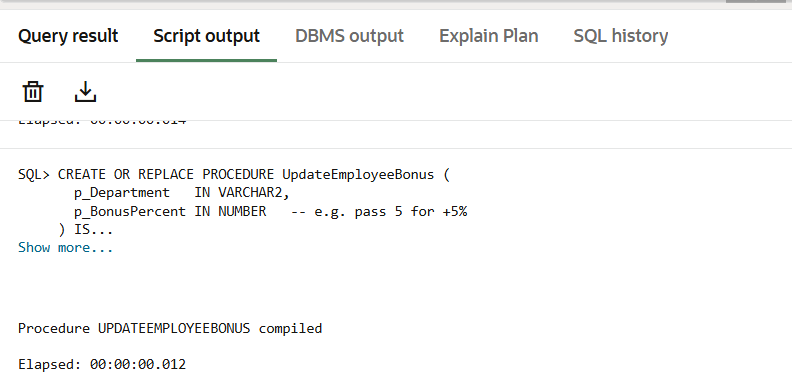 Query result Script output DBMS output Explain Plan SQL history
Elapsed: 00:00:00.014
SQL> CREATE OR REPLACE PROCEDURE UpdateEmployeeBonus (
p_Department IN VARCHAR2,
p_BonusPercent IN NUMBER -- e.g. pass 5 for +5%
) IS...
Show more...
Procedure UPDATEEMPLOYEEBONUS compiled
Elapsed: 00:00:00.012